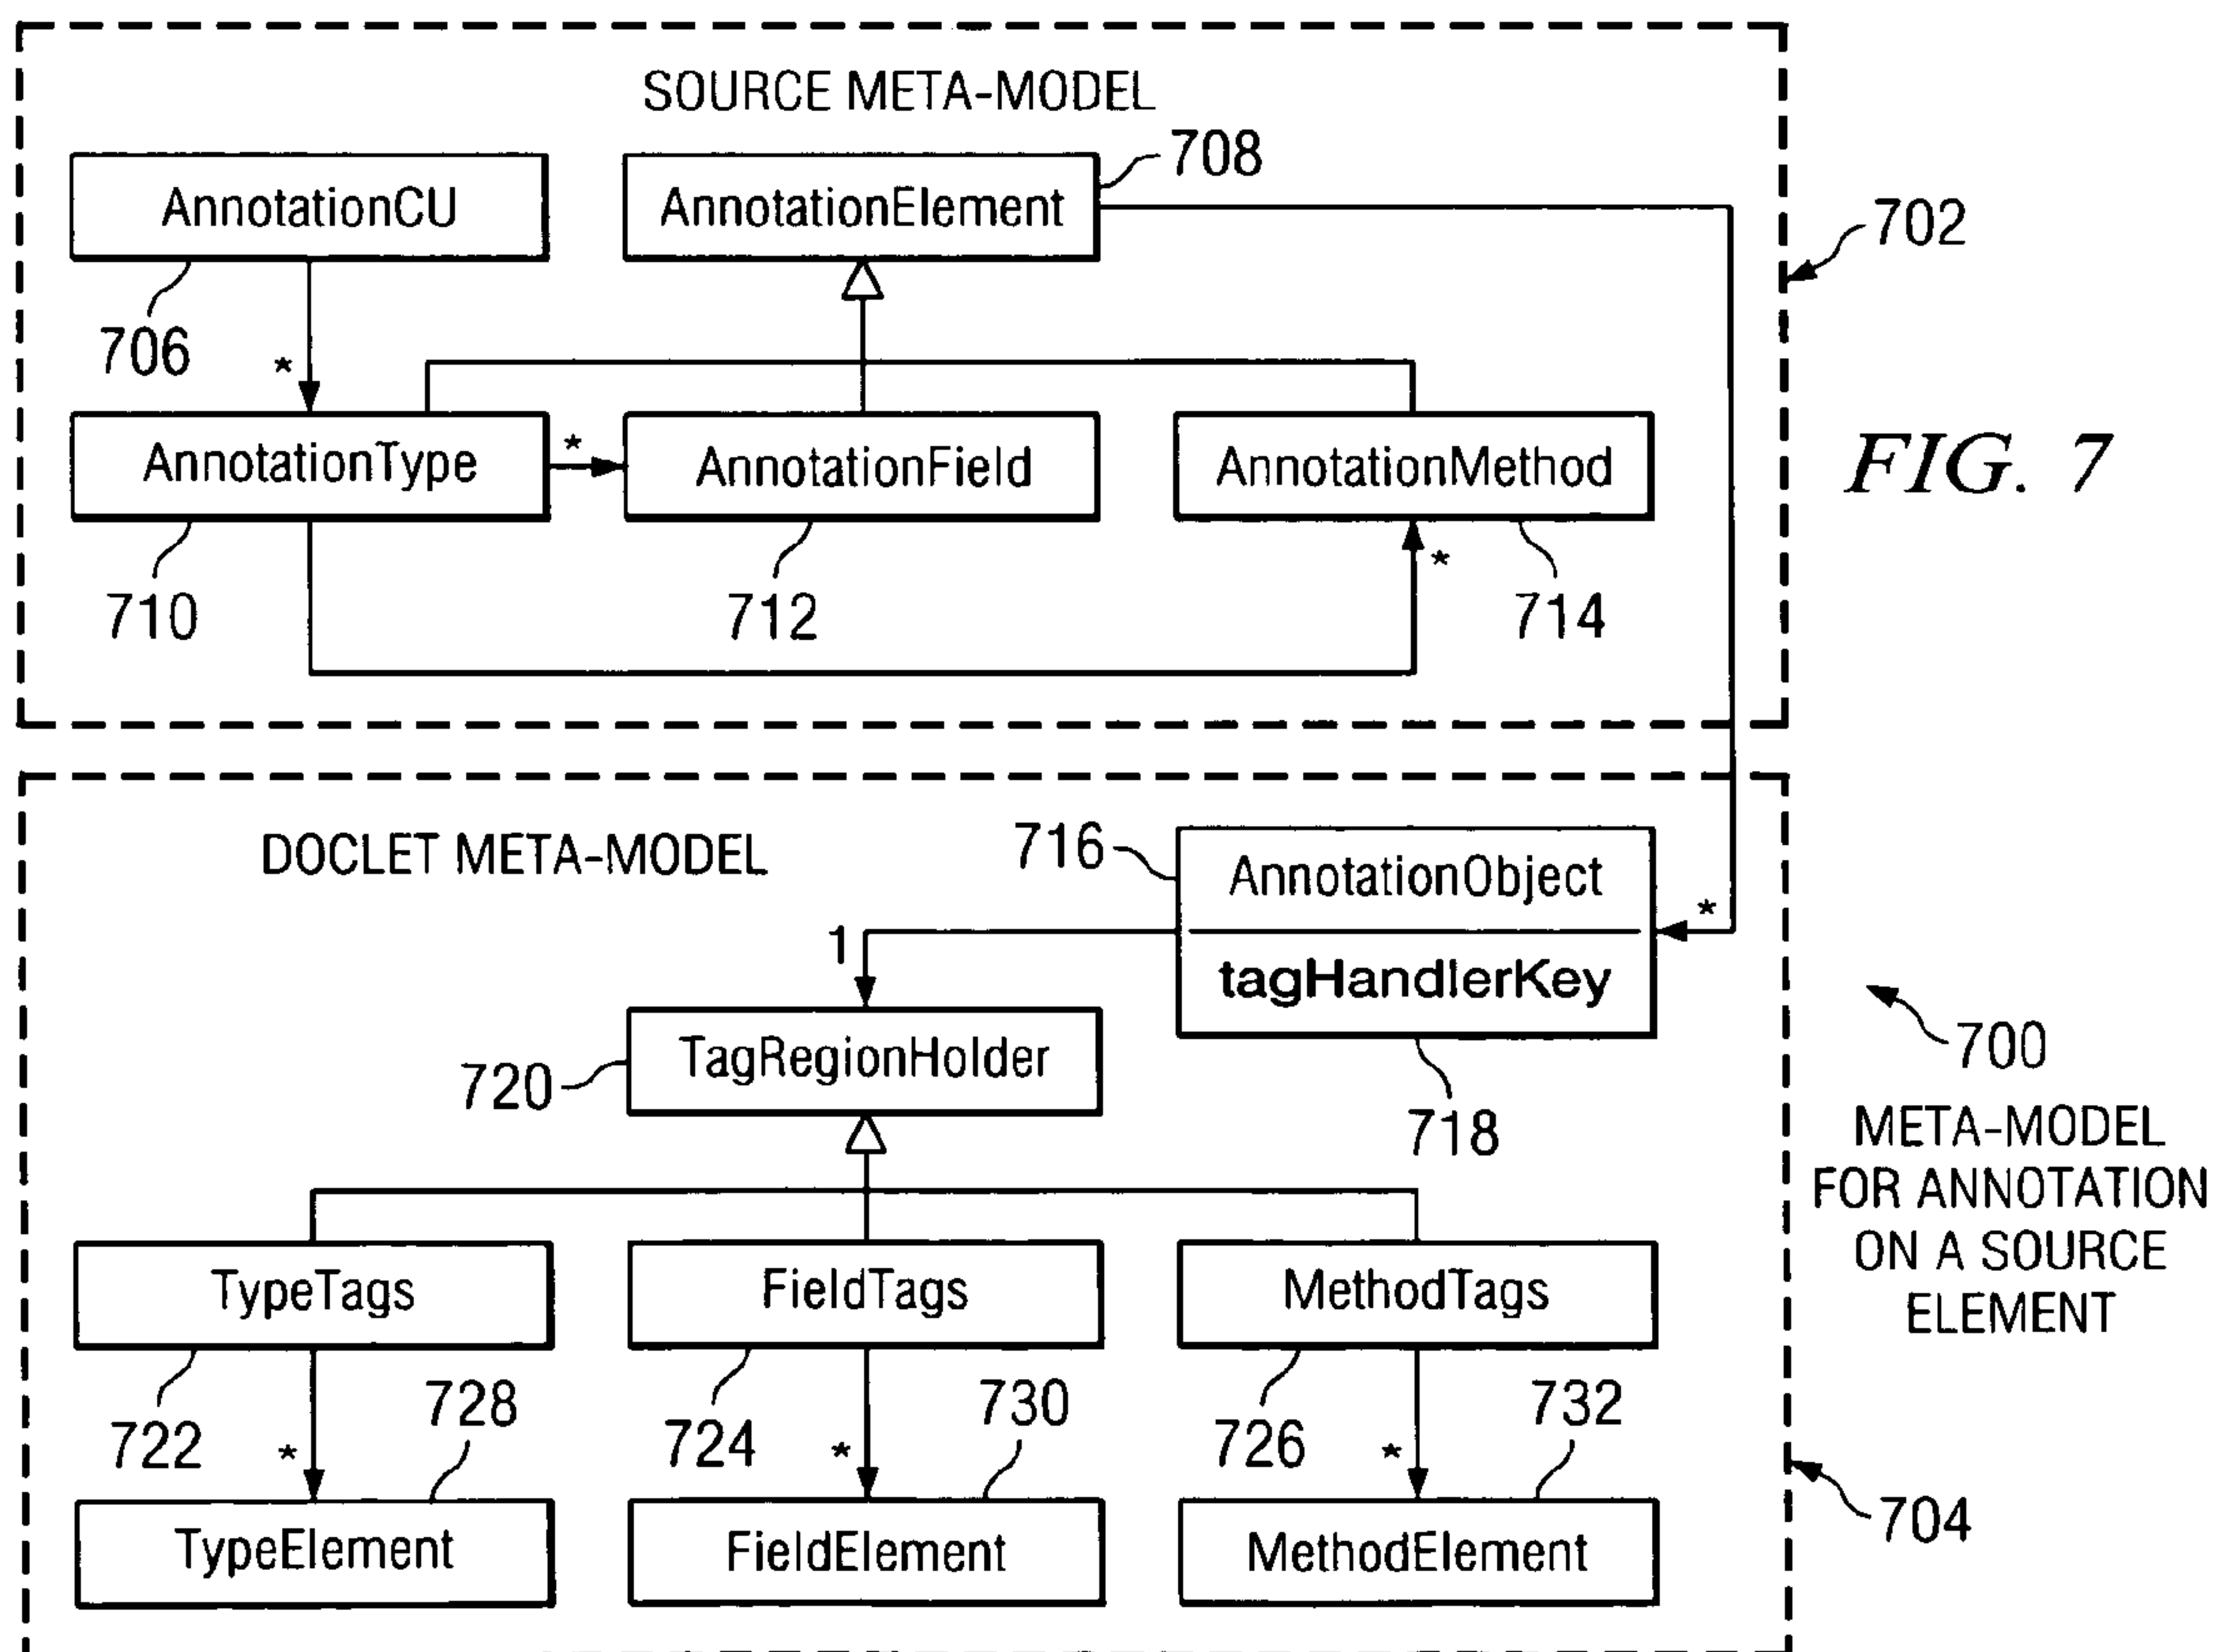 SOURCE META-MODEL
708
AnnotationCU
AnnotationElement
702
706
*
AnnotationType
*
AnnotationField
AnnotationMethod
FIG. 7
*
710
712
714
DOCLET META-MODEL
716
AnnotationObject
*
1
tagHandlerKey
TagRegionHolder
720
718
700
META-MODEL
FOR ANNOTATION
ON A SOURCE
ELEMENT
TypeTags
FieldTags
MethodTags
728
730
732
722
724
726
*
*
*
704
TypeElement
FieldElement
MethodElement